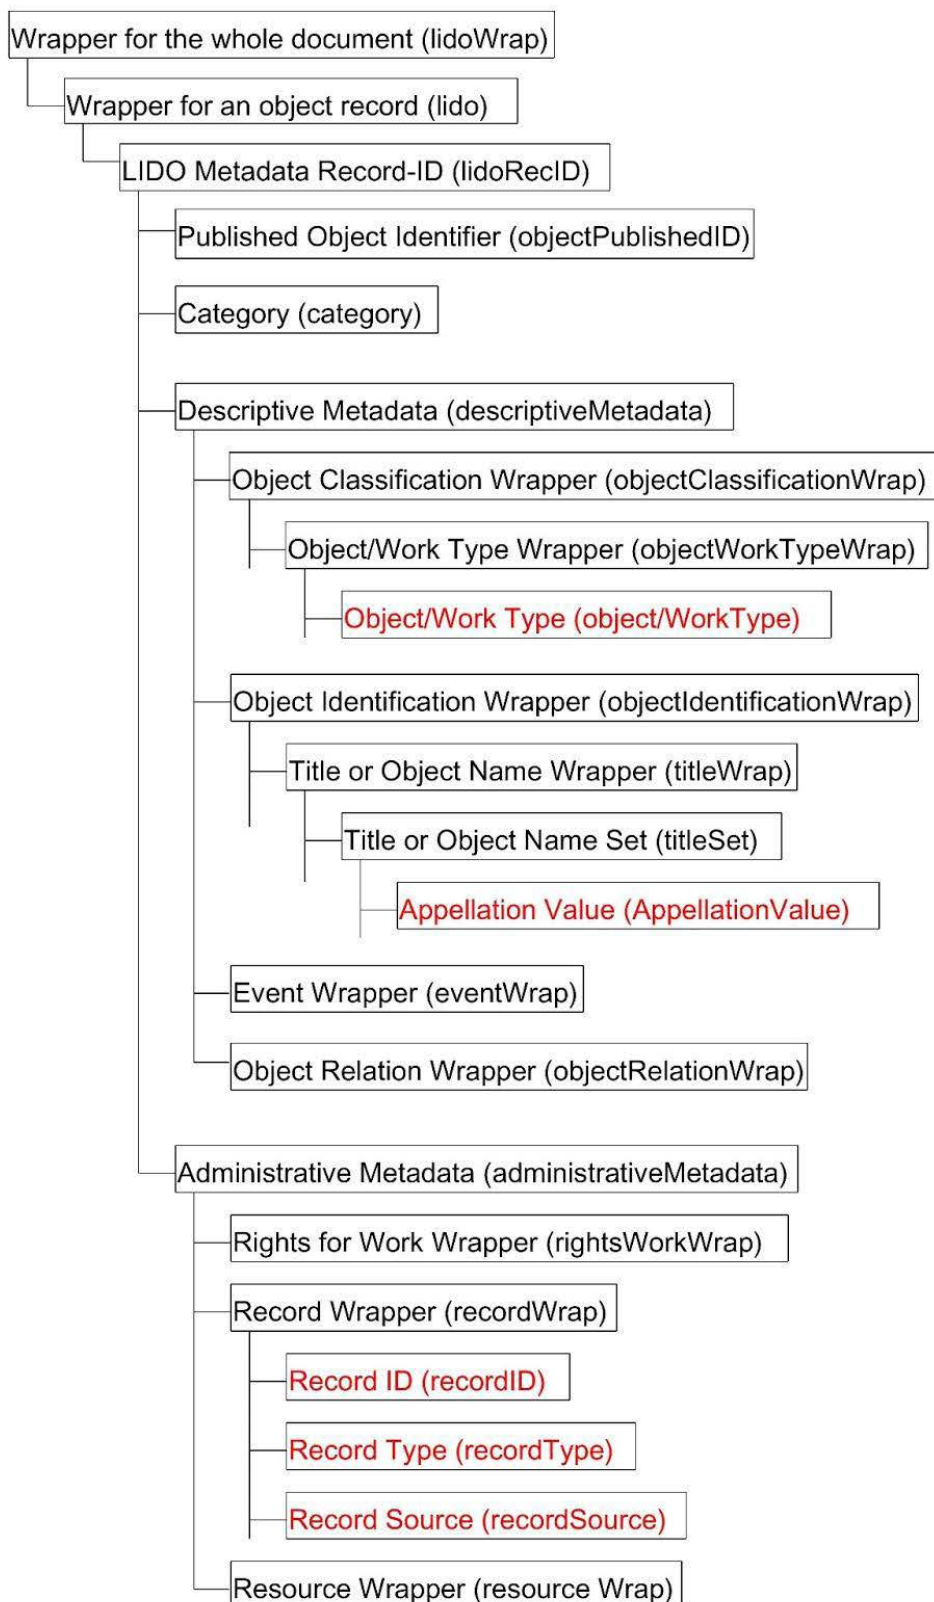 Wrapper for the whole document (lidoWrap)
Wrapper for an object record (lido)
LIDO Metadata Record-ID (lidoRecID)
Published Object Identifier (objectPublishedID)
Category (category)
Descriptive Metadata (descriptiveMetadata)
Object Classification Wrapper (objectClassificationWrap)
Object/Work Type Wrapper (objectWorkTypeWrap)
Object/Work Type (object/WorkType)
Object Identification Wrapper (objectIdentificationWrap)
Title or Object Name Wrapper (titleWrap)
Title or Object Name Set (titleSet)
Appellation Value (AppellationValue)
Event Wrapper (eventWrap)
Object Relation Wrapper (objectRelationWrap)
Administrative Metadata (administrativeMetadata)
Rights for Work Wrapper (rightsWorkWrap)
Record Wrapper (recordWrap)
Record ID (recordID)
Record Type (recordType)
Record Source (recordSource)
Resource Wrapper (resource Wrap)